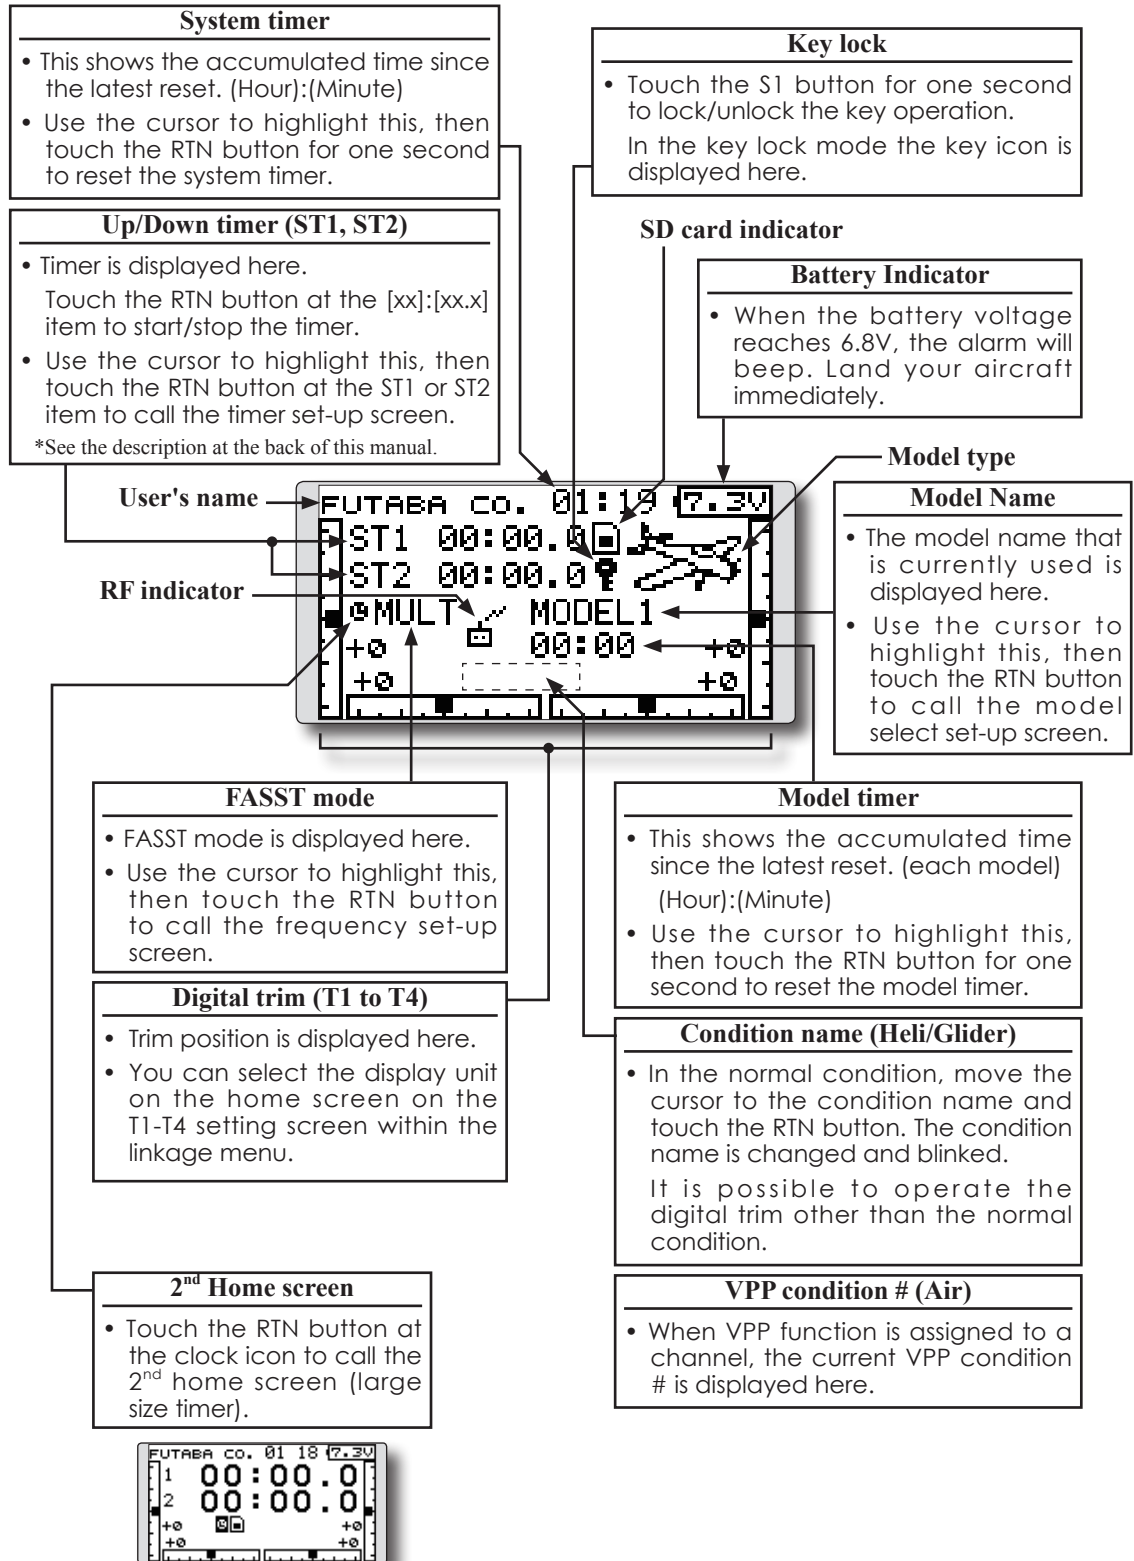 System timer
• This shows the accumulated time since
the latest reset. (Hour):(Minute)
• Use the cursor to highlight this, then
touch the RTN button for one second
to reset the system timer.
Key lock
• Touch the S1 button for one second
to lock/unlock the key operation.
In the key lock mode the key icon is
displayed here.
Up/Down timer (ST1, ST2)
• Timer is displayed here.
Touch the RTN button at the [xx]:[xx.x]
item to start/stop the timer.
• Use the cursor to highlight this, then
touch the RTN button at the ST1 or ST2
item to call the timer set-up screen.
*See the description at the back of this manual.
SD card indicator
Battery Indicator
• When the battery voltage
reaches 6.8V, the alarm will
beep. Land your aircraft
immediately.
Model type
User's name
RF indicator
FUTABA CO. 01:19 7.3V
ST1 00:00.0
ST2 00:00.0
MULT MODEL1
+0 00:00 +0
+0 +0
Model Name
• The model name that
is currently used is
displayed here.
• Use the cursor to
highlight this, then
touch the RTN button
to call the model
select set-up screen.
FASST mode
• FASST mode is displayed here.
• Use the cursor to highlight this,
then touch the RTN button
to call the frequency set-up
screen.
Model timer
• This shows the accumulated time
since the latest reset. (each model)
(Hour):(Minute)
• Use the cursor to highlight this,
then touch the RTN button for one
second to reset the model timer.
Digital trim (T1 to T4)
• Trim position is displayed here.
• You can select the display unit
on the home screen on the
T1-T4 setting screen within the
linkage menu.
Condition name (Heli/Glider)
• In the normal condition, move the
cursor to the condition name and
touch the RTN button. The condition
name is changed and blinked.
It is possible to operate the
digital trim other than the normal
condition.
2nd Home screen
• Touch the RTN button at
the clock icon to call the
2nd home screen (large
size timer).
VPP condition # (Air)
• When VPP function is assigned to a
channel, the current VPP condition
# is displayed here.
FUTABA CO. 01 18 7.3V
1 00:00.0
2 00:00.0
+0 +0
+0 +0